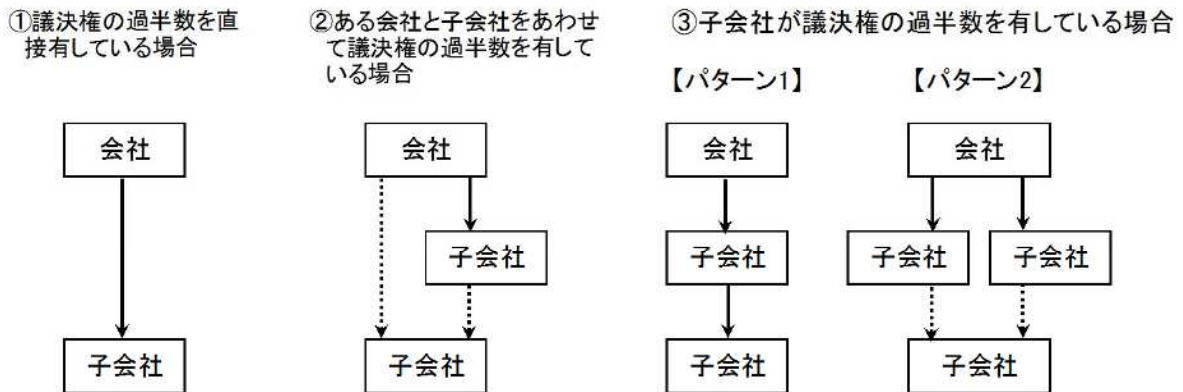 ①議決権の過半数を直
接有している場合
②ある会社と子会社をあわせ
て議決権の過半数を有して
いる場合
③子会社が議決権の過半数を有している場合
【パターン1】
【パターン2】
会社
会社
会社
会社
子会社
子会社
子会社
子会社
子会社
子会社
子会社
子会社